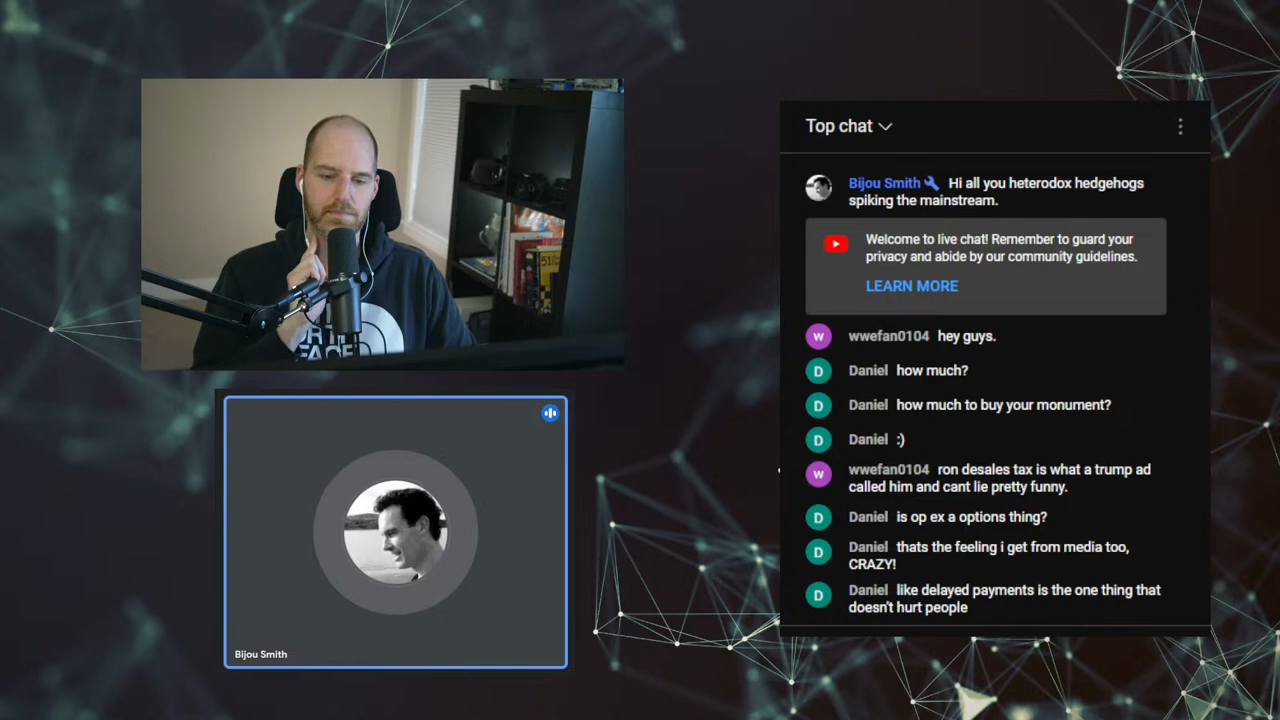 Top chat
Bijou Smith Hi all you heterodox hedgehogs
spiking the mainstream.
Welcome to live chat! Remember to guard your
privacy and abide by our community guidelines.
LEARN MORE
W wwefan0104 hey guys.
D Daniel how much?
D Daniel how much to buy your monument?
D Daniel :)
W wwefan0104 ron desales tax is what a trump ad
called him and cant lie pretty funny.
D Daniel is op ex a options thing?
D Daniel thats the feeling i get from media too,
CRAZY!
D Daniel like delayed payments is the one thing that
doesn't hurt people
FACE
Bijou Smith